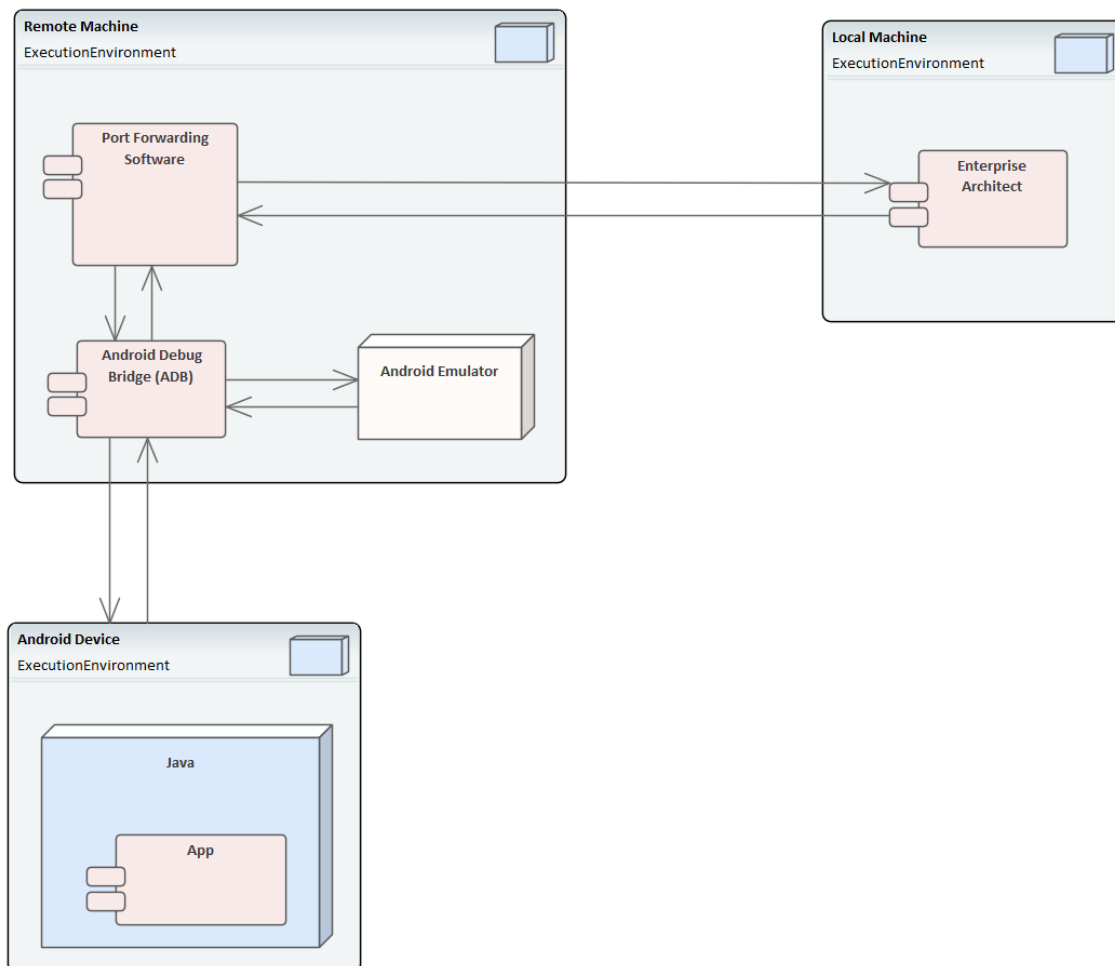 Remote Machine
ExecutionEnvironment
Port Forwarding
Software
Android Debug
Bridge (ADB)
Android Emulator
Local Machine
ExecutionEnvironment
Enterprise
Architect
Android Device
ExecutionEnvironment
Java
App